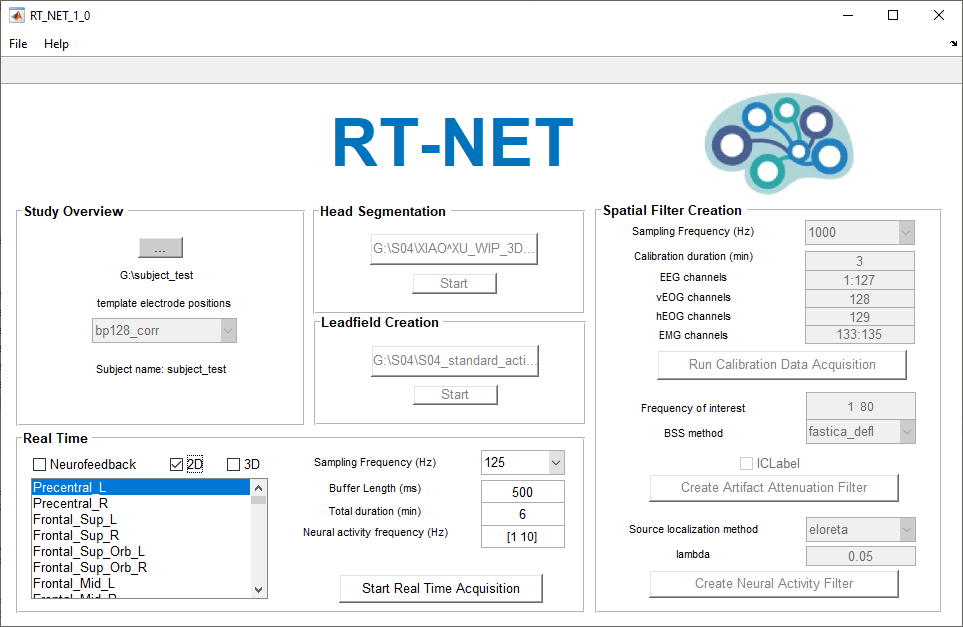 RT_NET_1_0
File Help
RT-NET
Study Overview
...
G:\subject_test
template electrode positions
bp128_corr
Subject name: subject_test
Head Segmentation
G:\S04\XIAO^XU_WIP_3D...
Start
Leadfield Creation
G:\S04\S04_standard_acti...
Start
Spatial Filter Creation
Sampling Frequency (Hz) 1000
Calibration duration (min) 3
EEG channels 1:127
vEOG channels 128
hEOG channels 129
EMG channels 133:135
Run Calibration Data Acquisition
Frequency of interest 1 80
BSS method fastica_defl
ICLabel
Create Artifact Attenuation Filter
Source localization method eloreta
lambda 0.05
Create Neural Activity Filter
Real Time
Neurofeedback 2D 3D
Precentral_L
Precentral_R
Frontal_Sup_L
Frontal_Sup_R
Frontal_Sup_Orb_L
Frontal_Sup_Orb_R
Frontal_Mid_L
Frontal_Mid_R
Sampling Frequency (Hz) 125
Buffer Length (ms) 500
Total duration (min) 6
Neural activity frequency (Hz) [1 10]
Start Real Time Acquisition